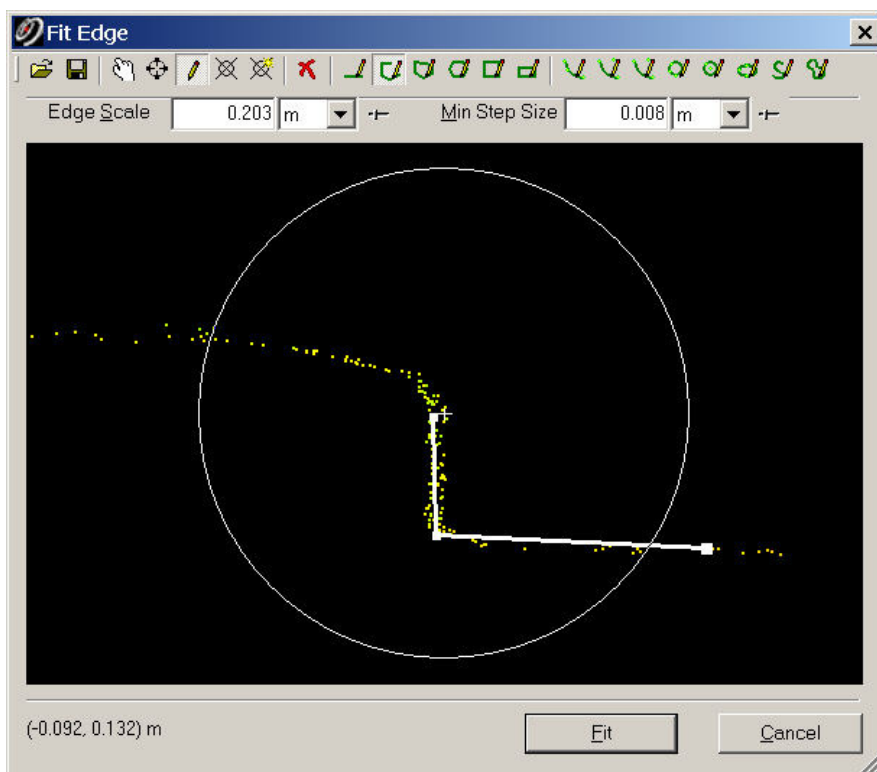 Fit Edge
Edge Scale 0.203 m Min Step Size 0.008 m
(-0.092, 0.132) m Fit Cancel